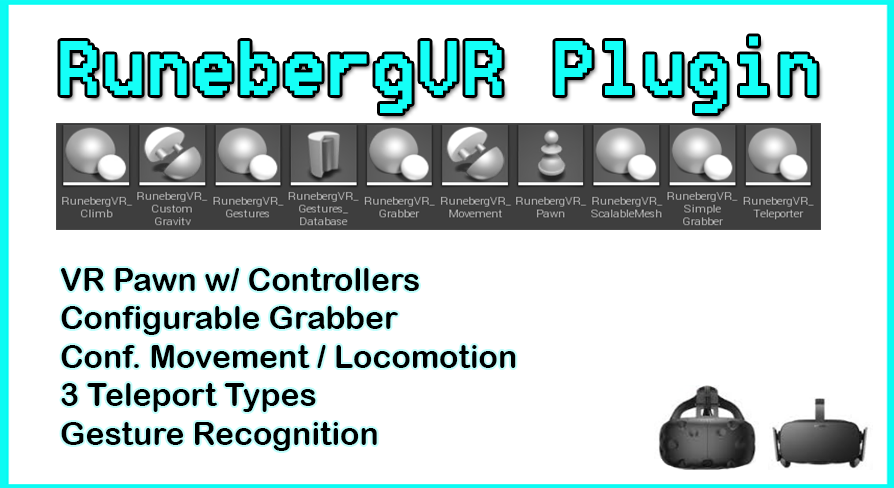 RunebergVR Plugin
RunebergVR_
Climb
RunebergVR_
Custom
Gravity
RunebergVR_
Gestures
RunebergVR_
Gestures_
Database
RunebergVR_
Grabber
RunebergVR_
Movement
RunebergVR_
Pawn
RunebergVR_
ScalableMesh
RunebergVR_
Simple
Grabber
RunebergVR_
Teleporter
VR Pawn w/ Controllers
Configurable Grabber
Conf. Movement / Locomotion
3 Teleport Types
Gesture Recognition